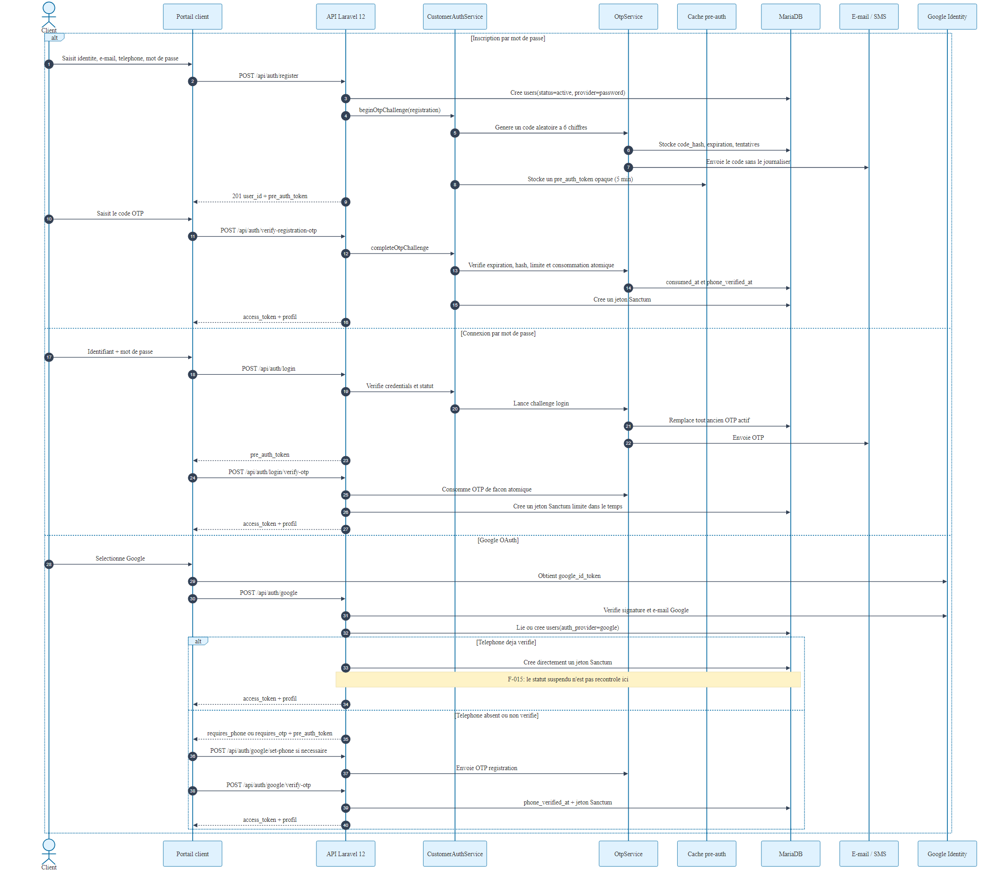 Client
Portail client
API Laravel 12
CustomerAuthService
OtpService
Cache pre-auth
MariaDB
E-mail / SMS
Google Identity
alt
[Inscription par mot de passe]
1
Saisit identite, e-mail, telephone, mot de passe
2
POST /api/auth/register
3
Cree users(status=active, provider=password)
4
beginOtpChallenge(registration)
5
Genere un code aleatoire a 6 chiffres
6
Stocke code_hash, expiration, tentatives
7
Envoie le code sans le journaliser
8
Stocke un pre_auth_token opaque (5 min)
9
201 user_id + pre_auth_token
10
Saisit le code OTP
11
POST /api/auth/verify-registration-otp
12
completeOtpChallenge
13
Verifie expiration, hash, limite et consommation atomique
14
consumed_at et phone_verified_at
15
Cree un jeton Sanctum
16
access_token + profil
[Connexion par mot de passe]
17
Identifiant + mot de passe
18
POST /api/auth/login
19
Verifie credentials et statut
20
Lance challenge login
21
Remplace tout ancien OTP actif
22
Envoie OTP
23
pre_auth_token
24
POST /api/auth/login/verify-otp
25
Consomme OTP de facon atomique
26
Cree un jeton Sanctum limite dans le temps
27
access_token + profil
[Google OAuth]
28
Selectionne Google
29
Obtient google_id_token
30
POST /api/auth/google
31
Verifie signature et e-mail Google
32
Lie ou cree users(auth_provider=google)
alt
[Telephone deja verifie]
33
Cree directement un jeton Sanctum
F-015: le statut suspendu n'est pas recontrole ici
34
access_token + profil
[Telephone absent ou non verifie]
35
requires_phone ou requires_otp + pre_auth_token
36
POST /api/auth/google/set-phone si necessaire
37
Envoie OTP registration
38
POST /api/auth/google/verify-otp
39
phone_verified_at + jeton Sanctum
40
access_token + profil
Client
Portail client
API Laravel 12
CustomerAuthService
OtpService
Cache pre-auth
MariaDB
E-mail / SMS
Google Identity